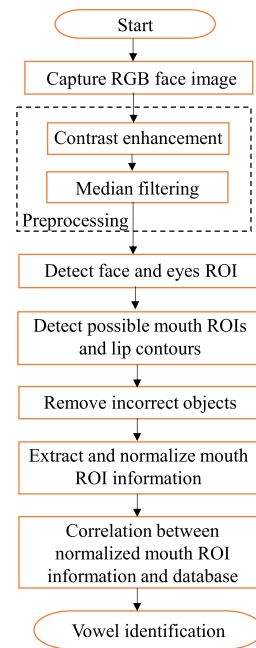 Start
Capture RGB face image
Contrast enhancement
Median filtering
Preprocessing
Detect face and eyes ROI
Detect possible mouth ROIs
and lip contours
Remove incorrect objects
Extract and normalize mouth
ROI information
Correlation between
normalized mouth ROI
information and database
Vowel identification